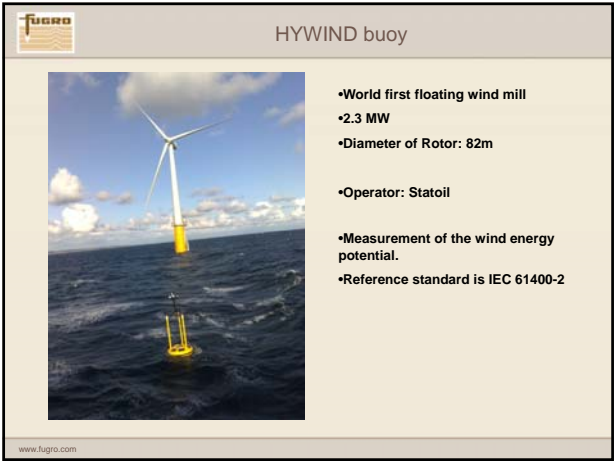 fugro
HYWIND buoy
•World first floating wind mill
•2.3 MW
•Diameter of Rotor: 82m
•Operator: Statoil
•Measurement of the wind energy
potential.
•Reference standard is IEC 61400-2
www.fugro.com